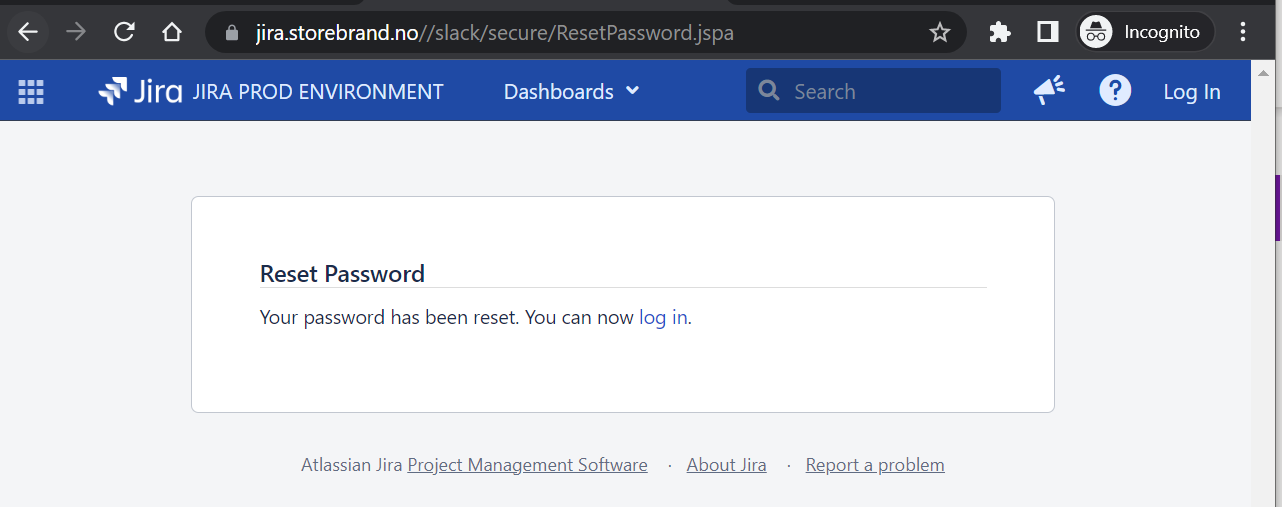 jira.storebrand.no//slack/secure/ResetPassword.jspa
Incognito
Jira JIRA PROD ENVIRONMENT Dashboards Search ? Log In
Reset Password
Your password has been reset. You can now log in.
Atlassian Jira Project Management Software · About Jira · Report a problem